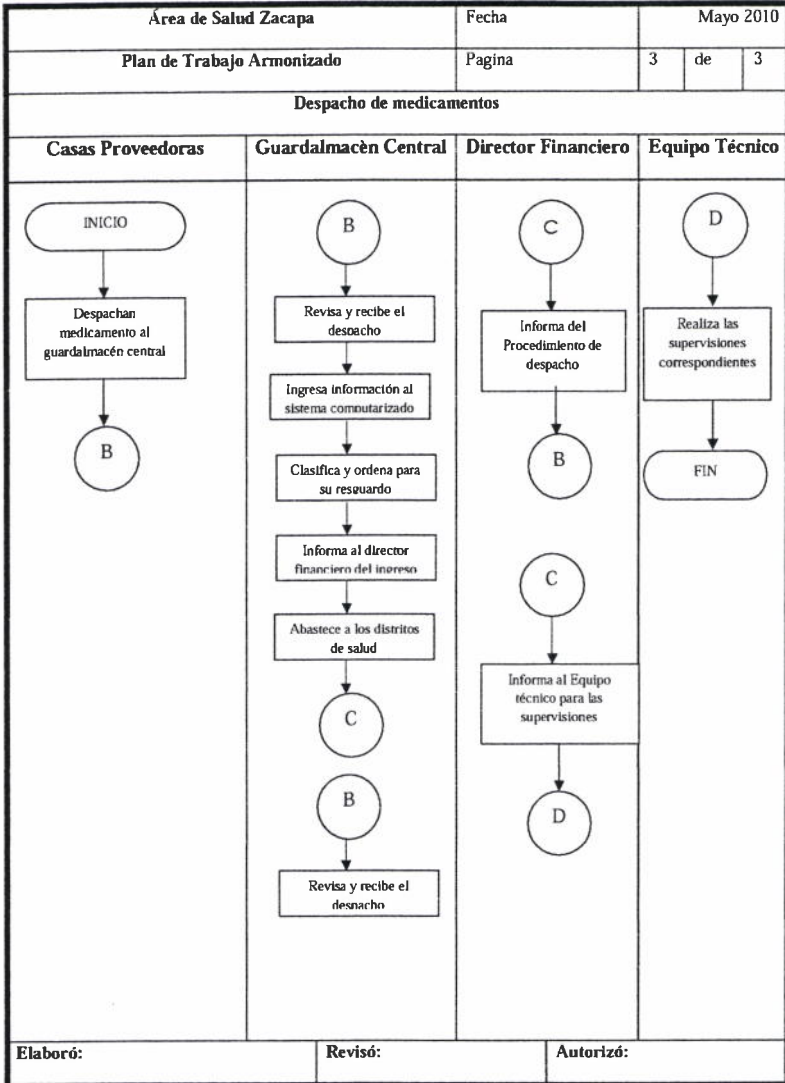 Área de Salud Zacapa
Fecha
Mayo 2010
Plan de Trabajo Armonizado
Pagina
3 de 3
Despacho de medicamentos
Casas Proveedoras
Guardalmacèn Central
Director Financiero
Equipo Técnico
INICIO
Despachan
medicamento al
guardalmacén central
B
B
Revisa y recibe el
despacho
Ingresa información al
sistema computarizado
Clasifica y ordena para
su resguardo
Informa al director
financiero del ingreso
Abastece a los distritos
de salud
C
B
Revisa y recibe el
despacho
C
Informa del
Procedimiento de
despacho
B
C
Informa al Equipo
técnico para las
supervisiones
D
D
Realiza las
supervisiones
correspondientes
FIN
Elaboró:
Revisó:
Autorizó: